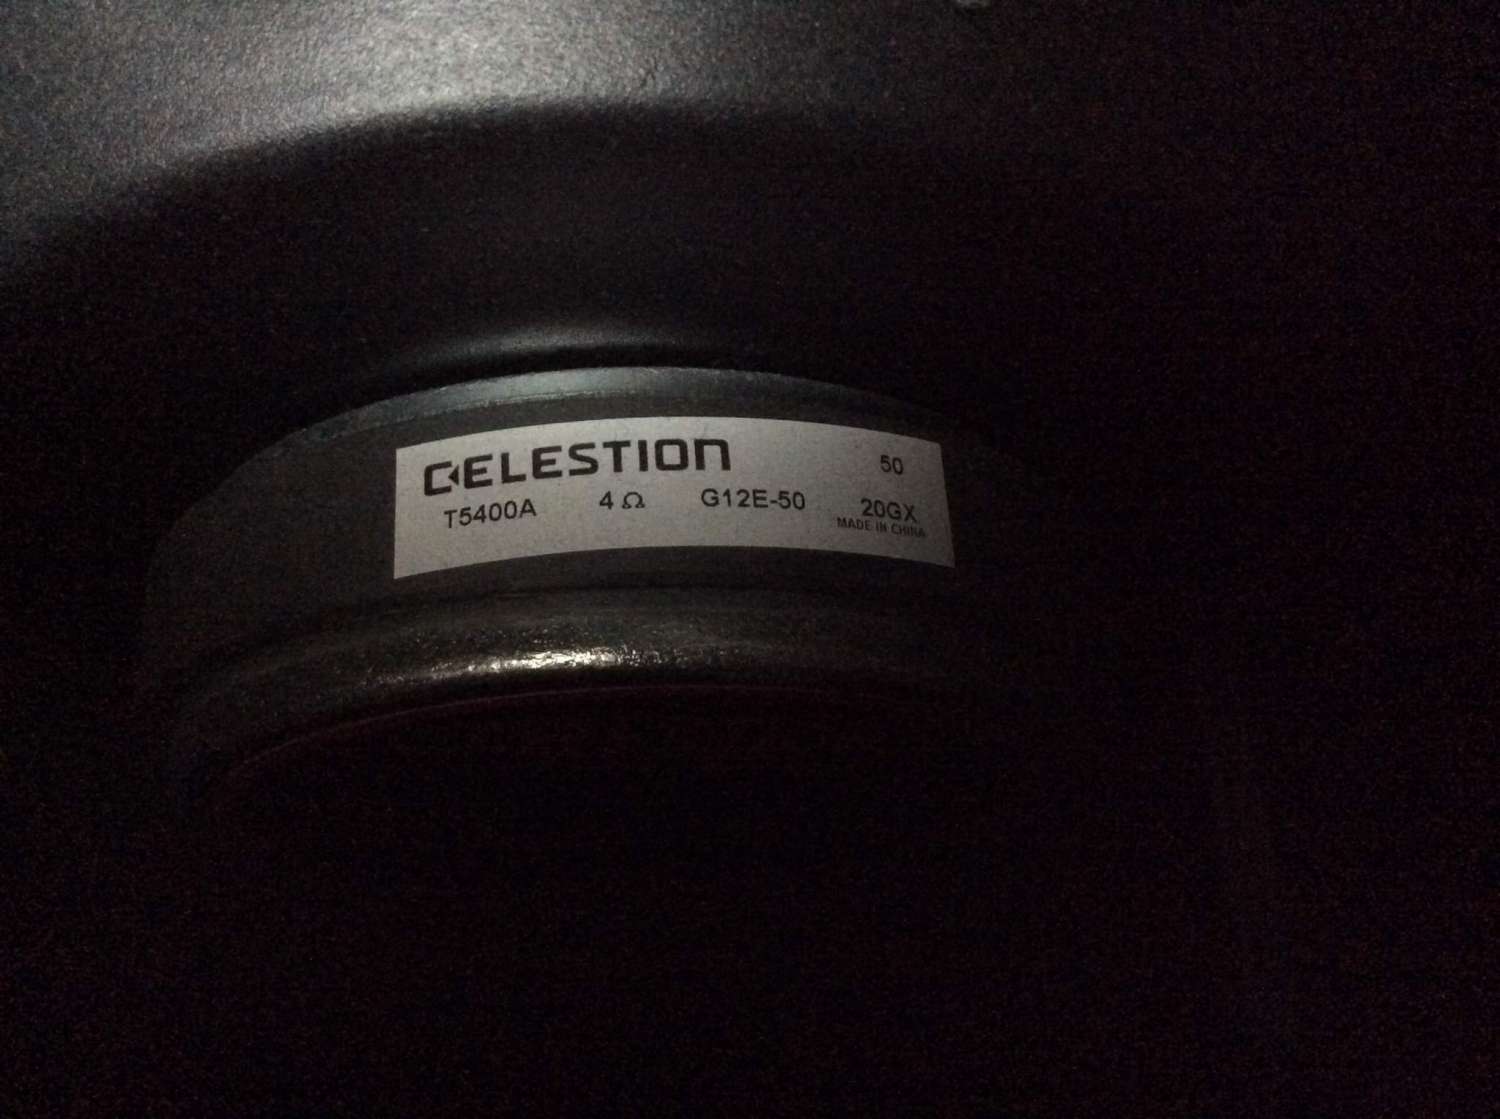 CELESTION 50
T5400A 4 Ω G12E-50 20GX
MADE IN CHINA